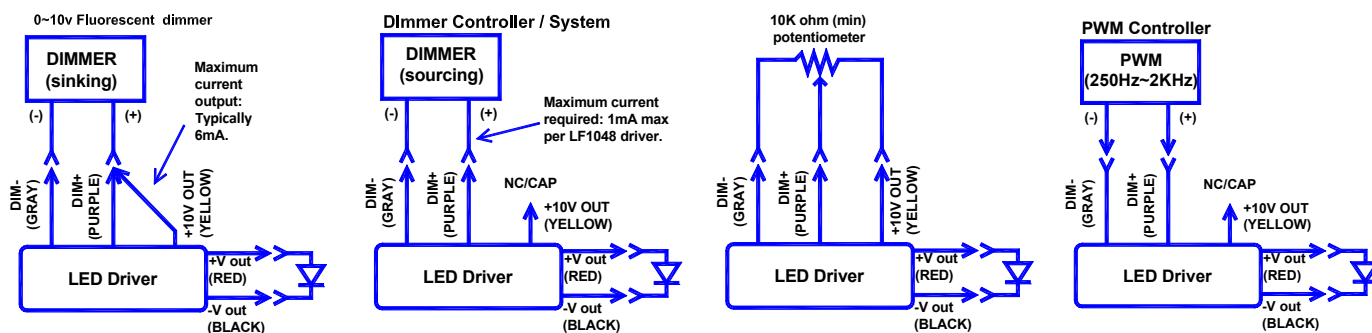 0~10v Fluorescent dimmer
DIMMER
(sinking)
(-)
(+)
Maximum
current
output:
Typically
6mA.
DIM-
(GRAY)
DIM+
(PURPLE)
+10V OUT
(YELLOW)
LED Driver
+V out
(RED)
-V out
(BLACK)
DImmer Controller / System
DIMMER
(sourcing)
(-)
(+)
Maximum current
required: 1mA max
per LF1048 driver.
DIM-
(GRAY)
DIM+
(PURPLE)
NC/CAP
+10V OUT
(YELLOW)
LED Driver
+V out
(RED)
-V out
(BLACK)
10K ohm (min)
potentiometer
DIM-
(GRAY)
DIM+
(PURPLE)
+10V OUT
(YELLOW)
LED Driver
+V out
(RED)
-V out
(BLACK)
PWM Controller
PWM
(250Hz~2KHz)
(-)
(+)
DIM-
(GRAY)
DIM+
(PURPLE)
NC/CAP
+10V OUT
(YELLOW)
LED Driver
+V out
(RED)
-V out
(BLACK)